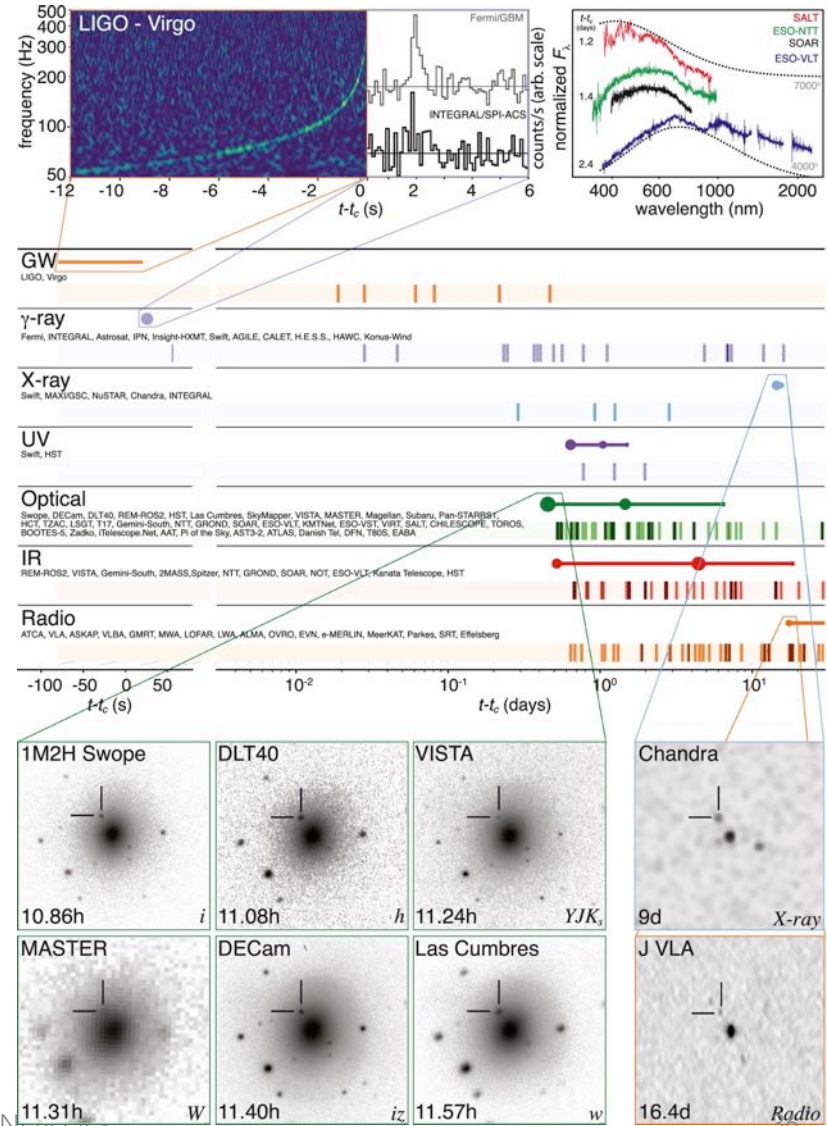 LIGO - Virgo
frequency (Hz)
500
400
300
200
100
50
-12 -10 -8 -6 -4 -2 0 2 4 6
t-tc (s)
Fermi/GBM
INTEGRAL/SPI-ACS
counts/s (arb. scale)
normalized Fλ
t-tc
(days)
1.2
1.4
2.4
SALT
ESO-NTT
SOAR
ESO-VLT
7000°
4000°
400 600 1000 2000
wavelength (nm)
GW
LIGO, Virgo
γ-ray
Fermi, INTEGRAL, Astrosat, IPN, Insight-HXMT, Swift, AGILE, CALET, H.E.S.S., HAWC, Konus-Wind
X-ray
Swift, MAXI/GSC, NuSTAR, Chandra, INTEGRAL
UV
Swift, HST
Optical
Swope, DECam, DLT40, REM-ROS2, HST, Las Cumbres, SkyMapper, VISTA, MASTER, Magellan, Subaru, Pan-STARRS1,
HCT, TZAC, LSGT, T17, Gemini-South, NTT, GROND, SOAR, ESO-VLT, KMTNet, ESO-VST, VIRT, SALT, CHILESCOPE, TOROS,
BOOTES-5, Zadko, iTelescope.Net, AAT, Pi of the Sky, AST3-2, ATLAS, Danish Tel, DFN, T80S, EABA
IR
REM-ROS2, VISTA, Gemini-South, 2MASS,Spitzer, NTT, GROND, SOAR, NOT, ESO-VLT, Kanata Telescope, HST
Radio
ATCA, VLA, ASKAP, VLBA, GMRT, MWA, LOFAR, LWA, ALMA, OVRO, EVN, e-MERLIN, MeerKAT, Parkes, SRT, Effelsberg
-100 -50 0 50 10-2 10-1 100 101
t-tc (s) t-tc (days)
1M2H Swope
10.86h i
DLT40
11.08h h
VISTA
11.24h YJKs
Chandra
9d X-ray
MASTER
11.31h W
DECam
11.40h iz
Las Cumbres
11.57h w
J VLA
16.4d Radio